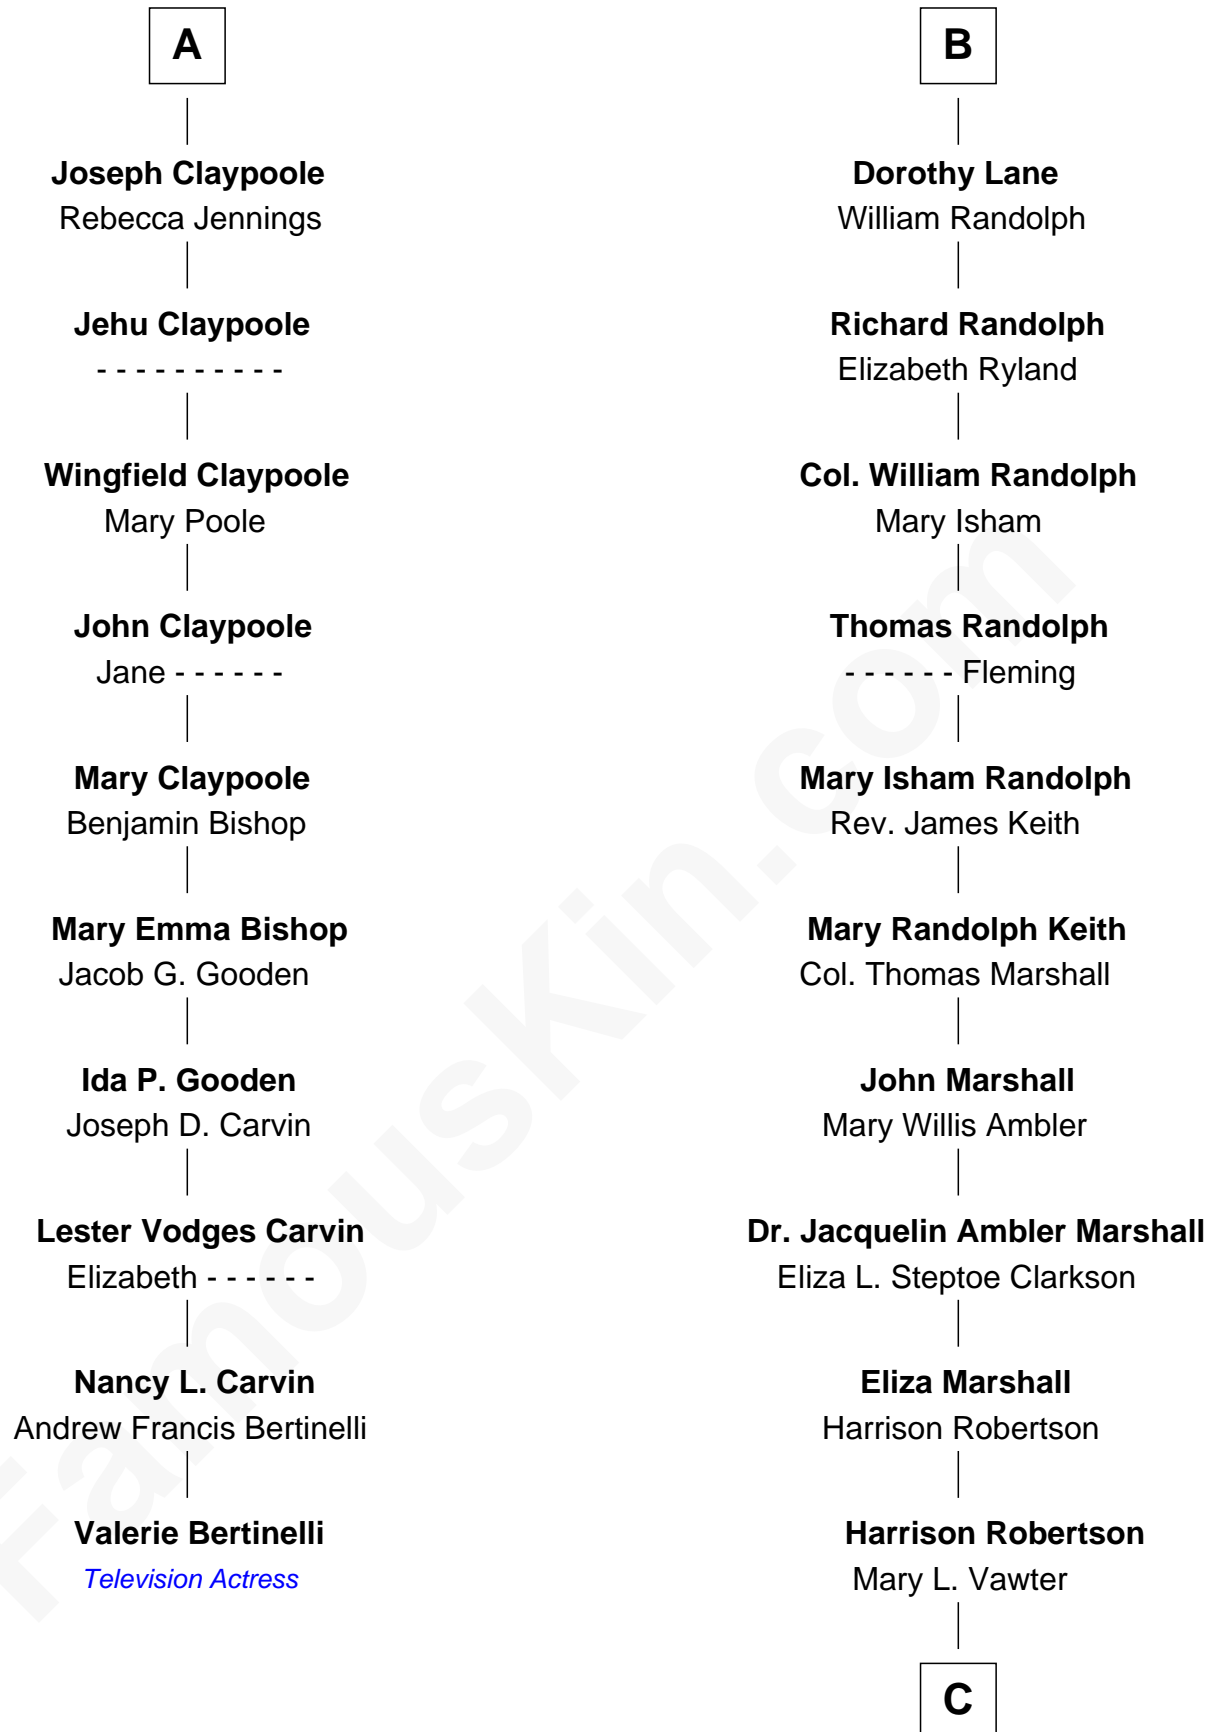 A
Joseph Claypoole
Rebecca Jennings
Jehu Claypoole
- - - - - - - - - -
Wingfield Claypoole
Mary Poole
John Claypoole
Jane - - - - - -
Mary Claypoole
Benjamin Bishop
Mary Emma Bishop
Jacob G. Gooden
Ida P. Gooden
Joseph D. Carvin
Lester Vodges Carvin
Elizabeth - - - - - -
Nancy L. Carvin
Andrew Francis Bertinelli
Valerie Bertinelli
Television Actress
B
Dorothy Lane
William Randolph
Richard Randolph
Elizabeth Ryland
Col. William Randolph
Mary Isham
Thomas Randolph
- - - - - - Fleming
Mary Isham Randolph
Rev. James Keith
Mary Randolph Keith
Col. Thomas Marshall
John Marshall
Mary Willis Ambler
Dr. Jacquelin Ambler Marshall
Eliza L. Steptoe Clarkson
Eliza Marshall
Harrison Robertson
Harrison Robertson
Mary L. Vawter
C
FamousKin.com